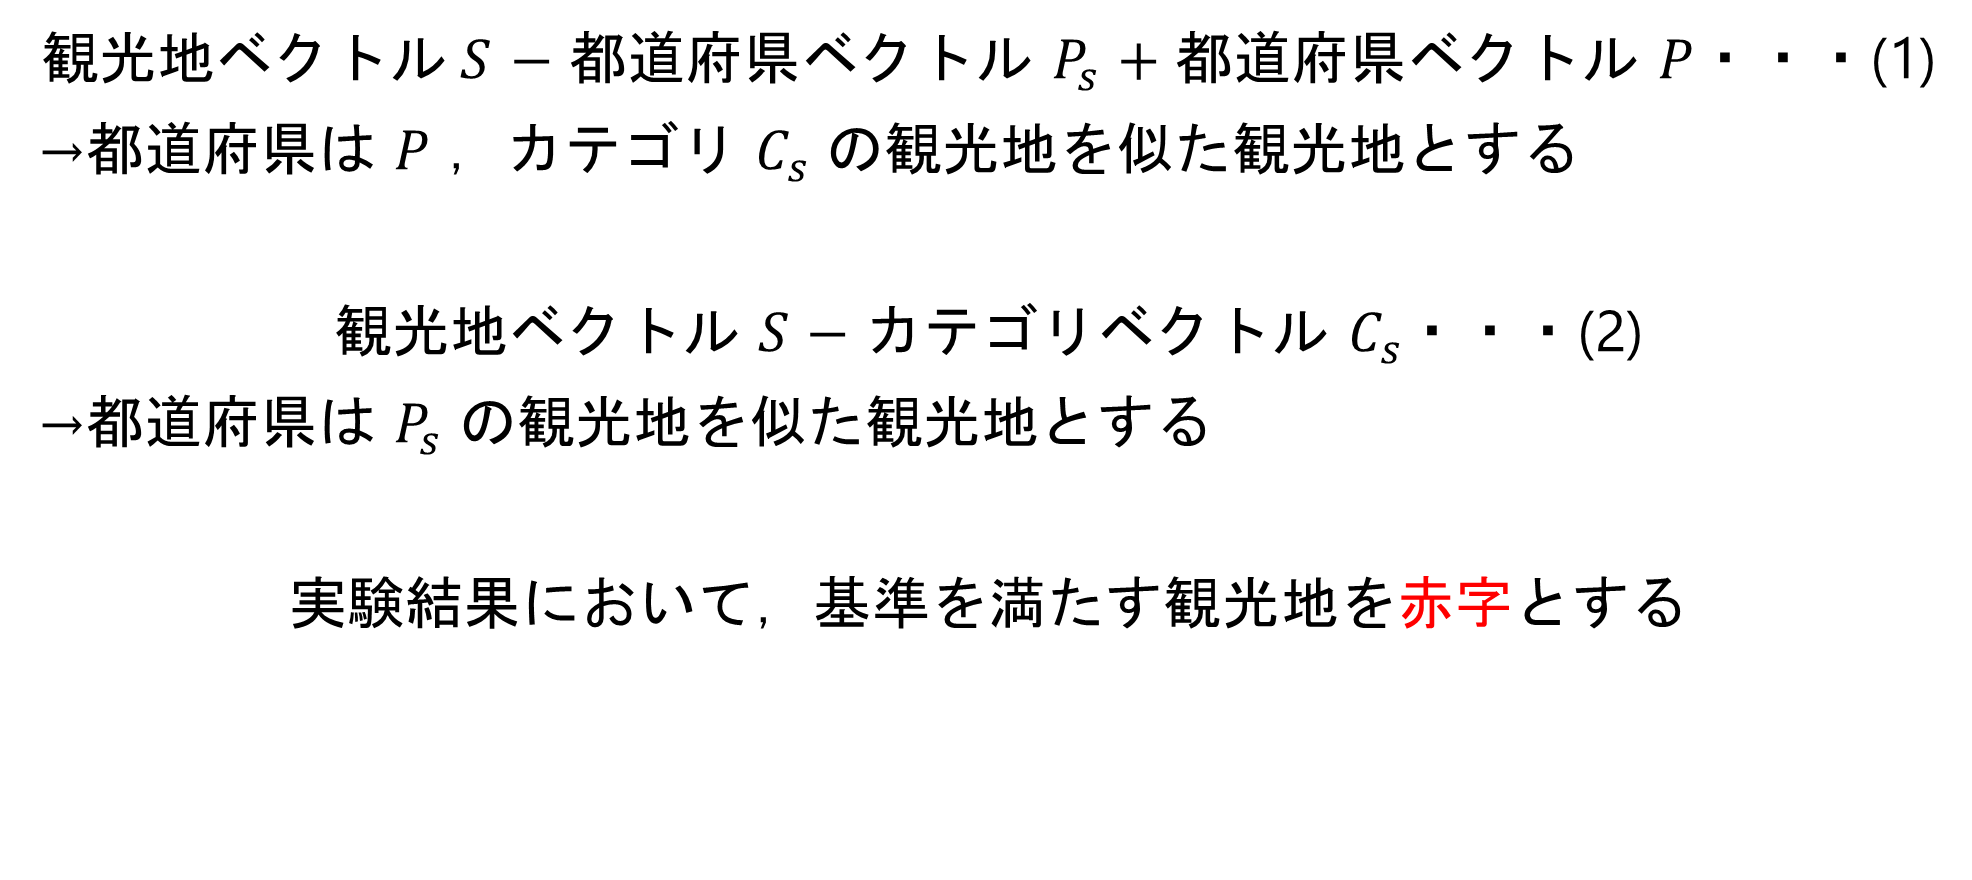 観光地ベクトル S − 都道府県ベクトル Pₛ + 都道府県ベクトル P・・・(1)
→都道府県は P , カテゴリ Cₛ の観光地を似た観光地とする
観光地ベクトル S − カテゴリベクトル Cₛ・・・(2)
→都道府県は Pₛ の観光地を似た観光地とする
実験結果において, 基準を満たす観光地を赤字とする